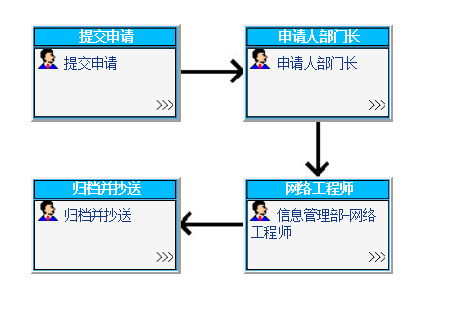 提交申请
提交申请
>>>
申请人部门长
申请人部门长
>>>
网络工程师
信息管理部-网络
工程师
>>>
归档并抄送
归档并抄送
>>>